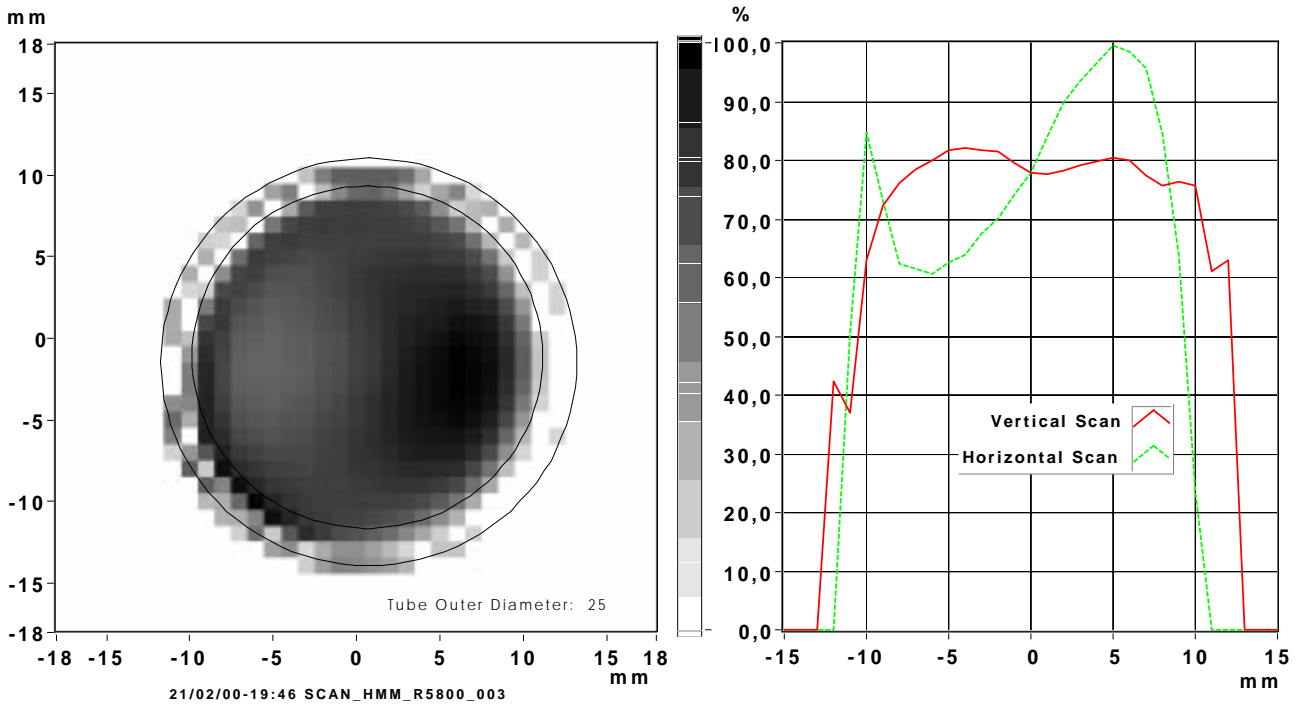 mm
18
15
10
5
0
-5
-10
-15
-18
-18 -15 -10 -5 0 5 10 15 18
mm
Tube Outer Diameter: 25
21/02/00-19:46 SCAN_HMM_R5800_003
%
100,0
90,0
80,0
70,0
60,0
50,0
40,0
30,0
20,0
10,0
0,0
-15 -10 -5 0 5 10 15
mm
Vertical Scan
Horizontal Scan